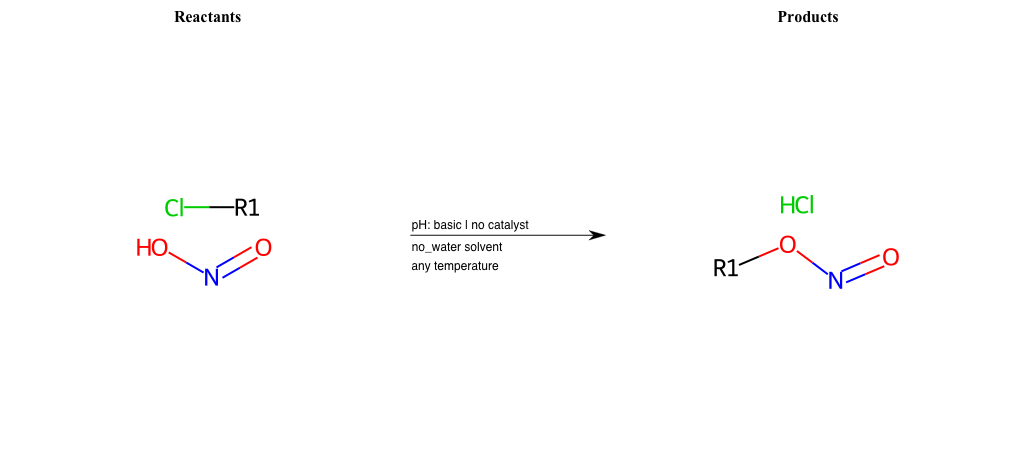 Reactants
Products
Cl R1
HO N O
pH: basic | no catalyst
no_water solvent
any temperature
HCl
R1 O N O